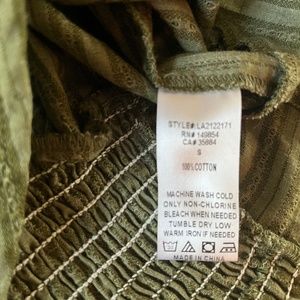 STYLE#:LA2122171
RN# 149854
CA# 35884
S
100% COTTON
MACHINE WASH COLD
ONLY NON-CHLORINE
BLEACH WHEN NEEDED
TUMBLE DRY LOW
WARM IRON IF NEEDED
MADE IN CHINA